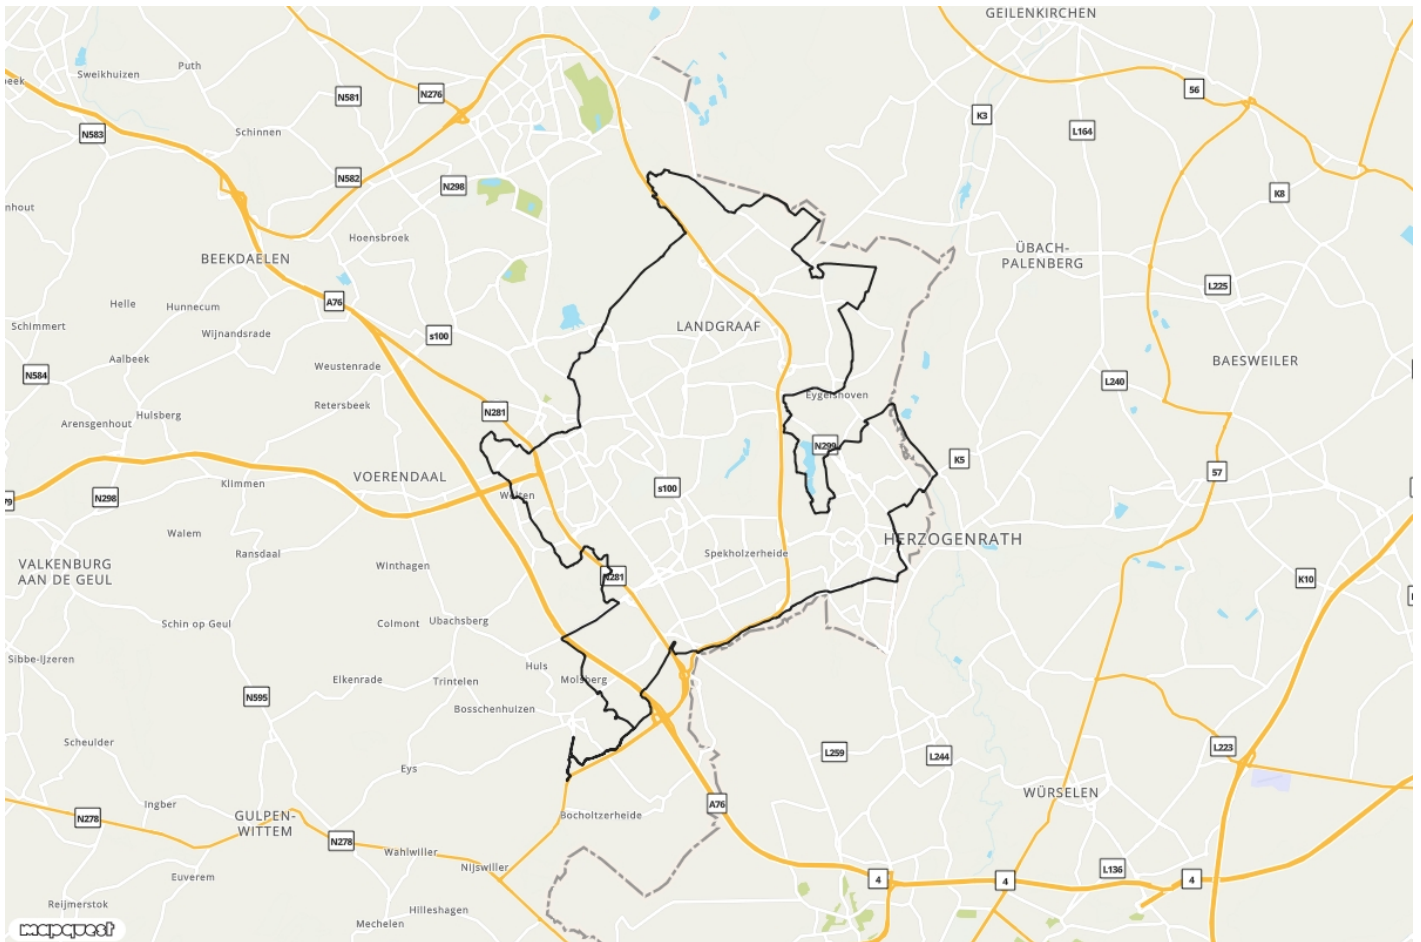 GEILENKIRCHEN
Puth
Sweikhuizen
eek
N581
N276
56
K3
L164
Schinnen
N583
N582
N298
K8
nhout
Hoensbroek
BEEKDAELEN
ÜBACH-
PALENBERG
L225
Helle
Hunnecum
A76
Schimmert
Wijnandsrade
s100
LANDGRAAF
Aalbeek
Weustenrade
BAESWEILER
N584
L240
Eygelshoven
Retersbeek
Hulsberg
Arensgenhout
N281
N299
K5
57
VOERENDAAL
Klimmen
N298
Welten
s100
79
Walem
Ransdaal
Spekholzerheide
HERZOGENRATH
VALKENBURG
AAN DE GEUL
Winthagen
N281
K10
Schin op Geul
Colmont
Ubachsberg
Sibbe-Ijzeren
Huls
Elkenrade
Trintelen
Molsberg
N595
Bosschenhuizen
Scheulder
L259
L244
L223
Eys
WÜRSELEN
Ingber
A76
N278
GULPEN-
WITTEM
Bocholtzerheide
N278
Wahlwiller
Nijswiller
L136
Euverem
4
4
4
Reijmerstok
Hilleshagen
Mechelen
mapquest